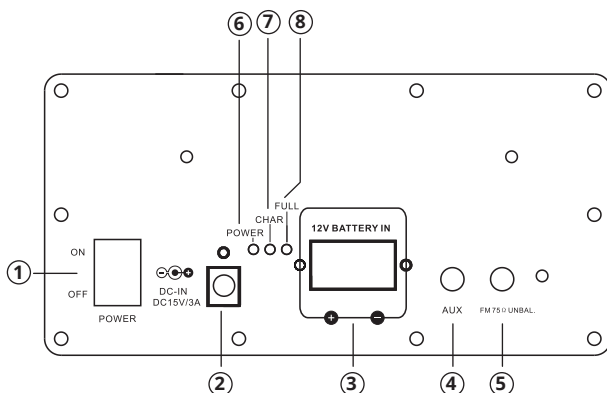 6 7 8
FULL
CHAR
POWER
12V BATTERY IN
ON
1
OFF
DC-IN
DC15V/3A
POWER
AUX
FM 75Ω UNBAL.
2 3 4 5